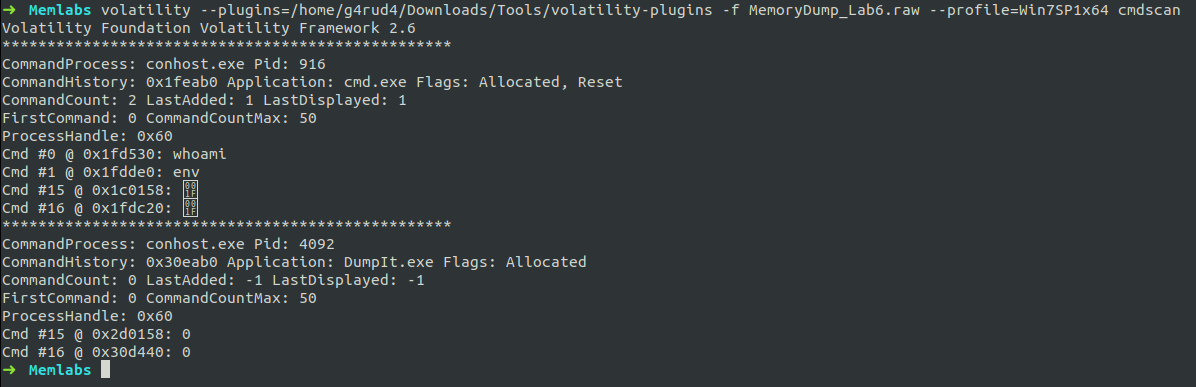 ➜ Memlabs volatility --plugins=/home/g4rud4/Downloads/Tools/volatility-plugins -f MemoryDump_Lab6.raw --profile=Win7SP1x64 cmdscan
Volatility Foundation Volatility Framework 2.6
**************************************************
CommandProcess: conhost.exe Pid: 916
CommandHistory: 0x1feab0 Application: cmd.exe Flags: Allocated, Reset
CommandCount: 2 LastAdded: 1 LastDisplayed: 1
FirstCommand: 0 CommandCountMax: 50
ProcessHandle: 0x60
Cmd #0 @ 0x1fd530: whoami
Cmd #1 @ 0x1fdde0: env
Cmd #15 @ 0x1c0158: 001F
Cmd #16 @ 0x1fdc20: 001F
**************************************************
CommandProcess: conhost.exe Pid: 4092
CommandHistory: 0x30eab0 Application: DumpIt.exe Flags: Allocated
CommandCount: 0 LastAdded: -1 LastDisplayed: -1
FirstCommand: 0 CommandCountMax: 50
ProcessHandle: 0x60
Cmd #15 @ 0x2d0158: 0
Cmd #16 @ 0x30d440: 0
➜ Memlabs